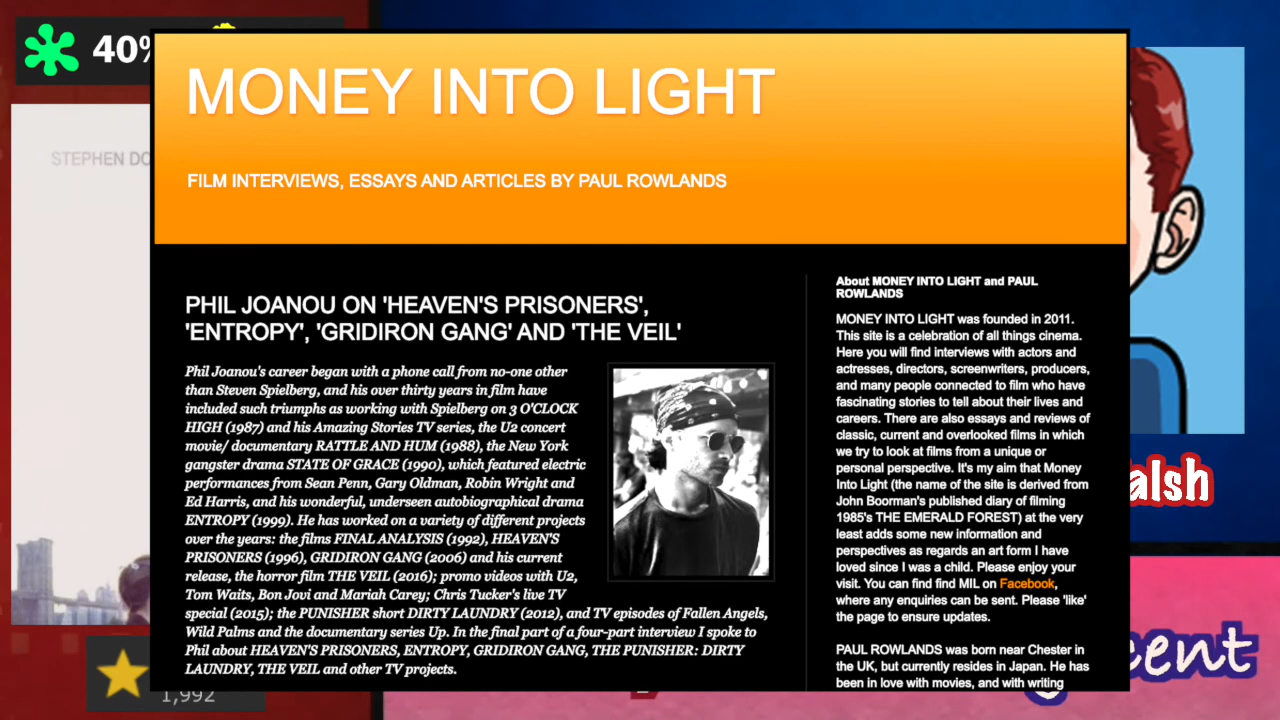 40%
STEPHEN DO
MONEY INTO LIGHT
FILM INTERVIEWS, ESSAYS AND ARTICLES BY PAUL ROWLANDS
PHIL JOANOU ON 'HEAVEN'S PRISONERS',
'ENTROPY', 'GRIDIRON GANG' AND 'THE VEIL'
Phil Joanou's career began with a phone call from no-one other
than Steven Spielberg, and his over thirty years in film have
included such triumphs as working with Spielberg on 3 O'CLOCK
HIGH (1987) and his Amazing Stories TV series, the U2 concert
movie/ documentary RATTLE AND HUM (1988), the New York
gangster drama STATE OF GRACE (1990), which featured electric
performances from Sean Penn, Gary Oldman, Robin Wright and
Ed Harris, and his wonderful, underseen autobiographical drama
ENTROPY (1999). He has worked on a variety of different projects
over the years: the films FINAL ANALYSIS (1992), HEAVEN'S
PRISONERS (1996), GRIDIRON GANG (2006) and his current
release, the horror film THE VEIL (2016); promo videos with U2,
Tom Waits, Bon Jovi and Mariah Carey; Chris Tucker's live TV
special (2015); the PUNISHER short DIRTY LAUNDRY (2012), and TV episodes of Fallen Angels,
Wild Palms and the documentary series Up. In the final part of a four-part interview I spoke to
Phil about HEAVEN'S PRISONERS, ENTROPY, GRIDIRON GANG, THE PUNISHER: DIRTY
LAUNDRY, THE VEIL and other TV projects.
About MONEY INTO LIGHT and PAUL
ROWLANDS
MONEY INTO LIGHT was founded in 2011.
This site is a celebration of all things cinema.
Here you will find interviews with actors and
actresses, directors, screenwriters, producers,
and many people connected to film who have
fascinating stories to tell about their lives and
careers. There are also essays and reviews of
classic, current and overlooked films in which
we try to look at films from a unique or
personal perspective. It's my aim that Money
Into Light (the name of the site is derived from
John Boorman's published diary of filming
1985's THE EMERALD FOREST) at the very
least adds some new information and
perspectives as regards an art form I have
loved since I was a child. Please enjoy your
visit. You can find find MIL on Facebook,
where any enquiries can be sent. Please 'like'
the page to ensure updates.
PAUL ROWLANDS was born near Chester in
the UK, but currently resides in Japan. He has
been in love with movies, and with writing
alsh
cent
1,992